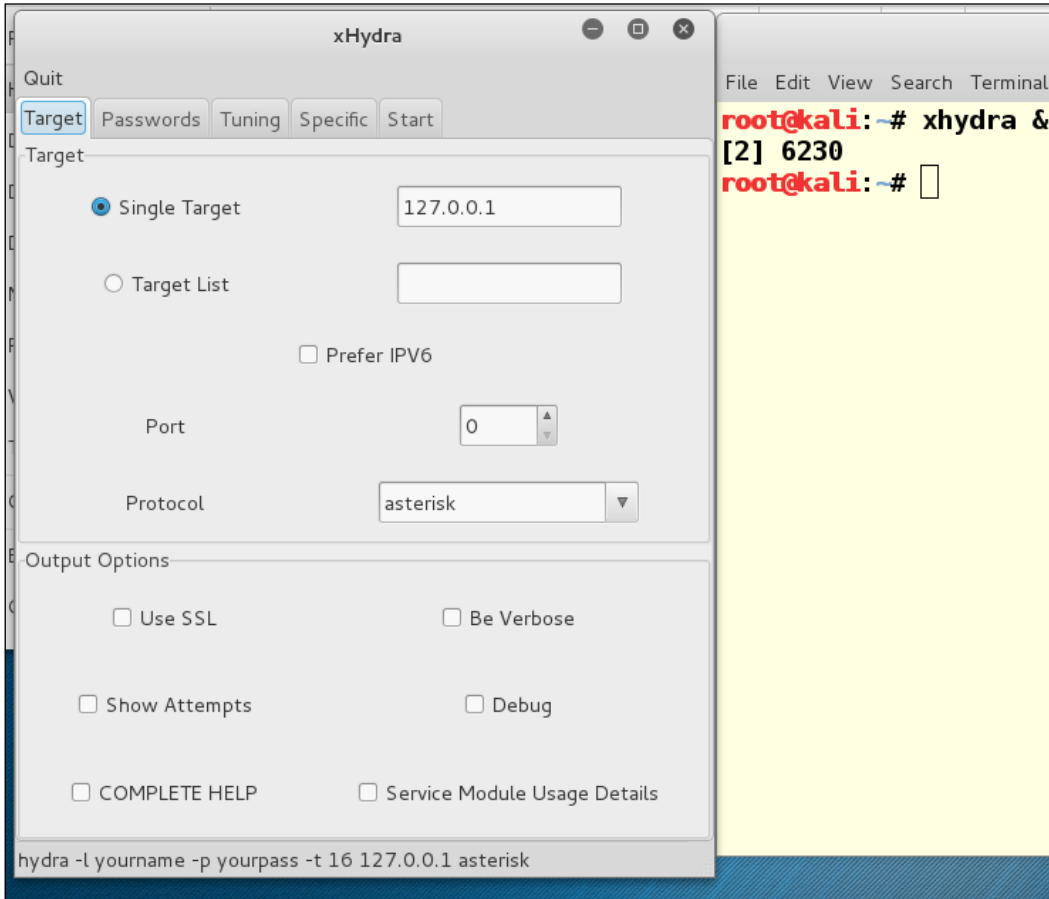 xHydra
Quit
Target Passwords Tuning Specific Start
Target
Single Target 127.0.0.1
Target List
Prefer IPV6
Port 0
Protocol asterisk
Output Options
Use SSL Be Verbose
Show Attempts Debug
COMPLETE HELP Service Module Usage Details
hydra -l yourname -p yourpass -t 16 127.0.0.1 asterisk
File Edit View Search Terminal
root@kali:~# xhydra &
[2] 6230
root@kali:~#